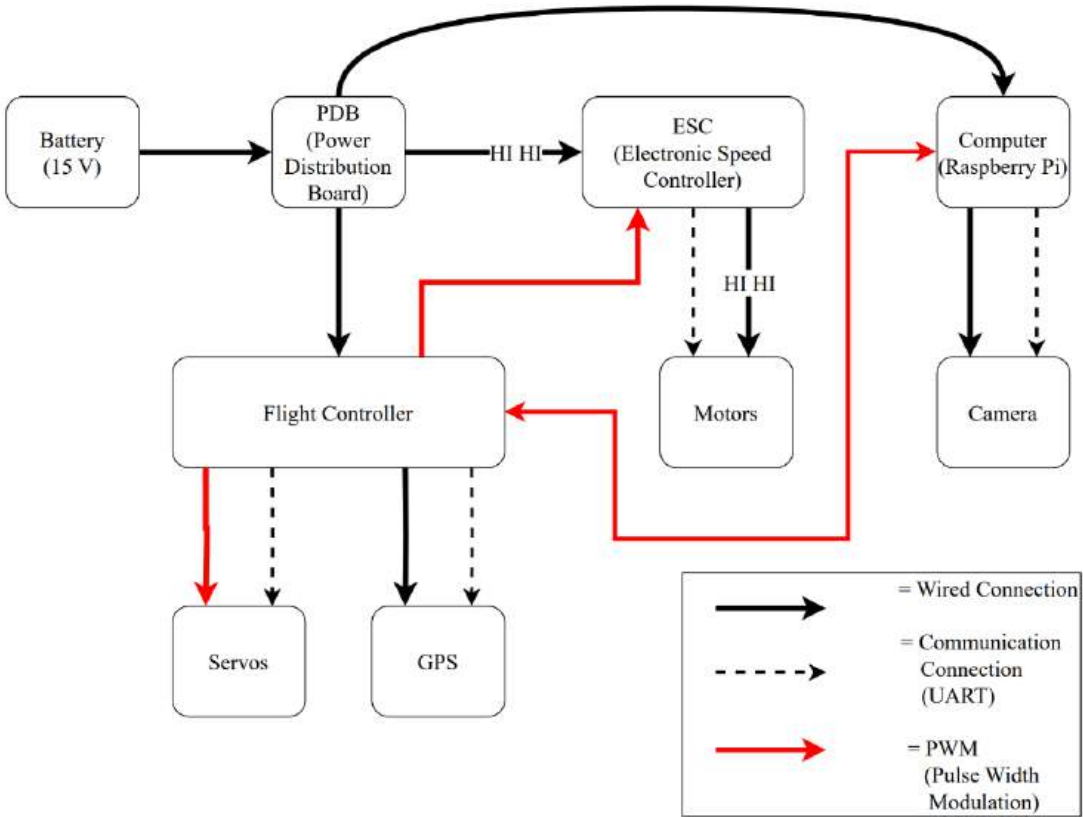 Battery
(15 V)
PDB
(Power
Distribution
Board)
HI HI
ESC
(Electronic Speed
Controller)
Computer
(Raspberry Pi)
HI HI
Flight Controller
Motors
Camera
Servos
GPS
= Wired Connection
= Communication
Connection
(UART)
= PWM
(Pulse Width
Modulation)